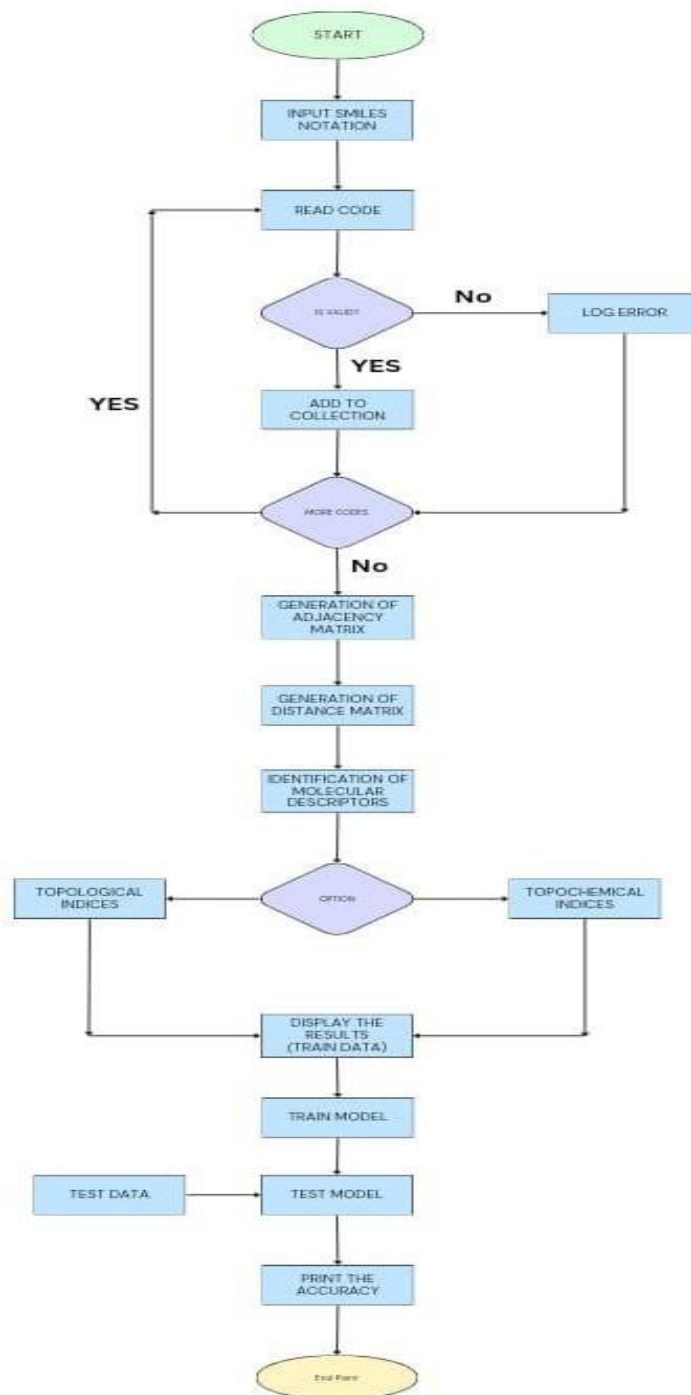 START
INPUT SMILES
NOTATION
READ CODE
IS VALID?
No
LOG ERROR
YES
YES
ADD TO
COLLECTION
MORE CODES
No
GENERATION OF
ADJACENCY
MATRIX
GENERATION OF
DISTANCE MATRIX
IDENTIFICATION OF
MOLECULAR
DESCRIPTORS
TOPOLOGICAL
INDICES
OPTION
TOPOCHEMICAL
INDICES
DISPLAY THE
RESULTS
(TRAIN DATA)
TRAIN MODEL
TEST DATA
TEST MODEL
PRINT THE
ACCURACY
End